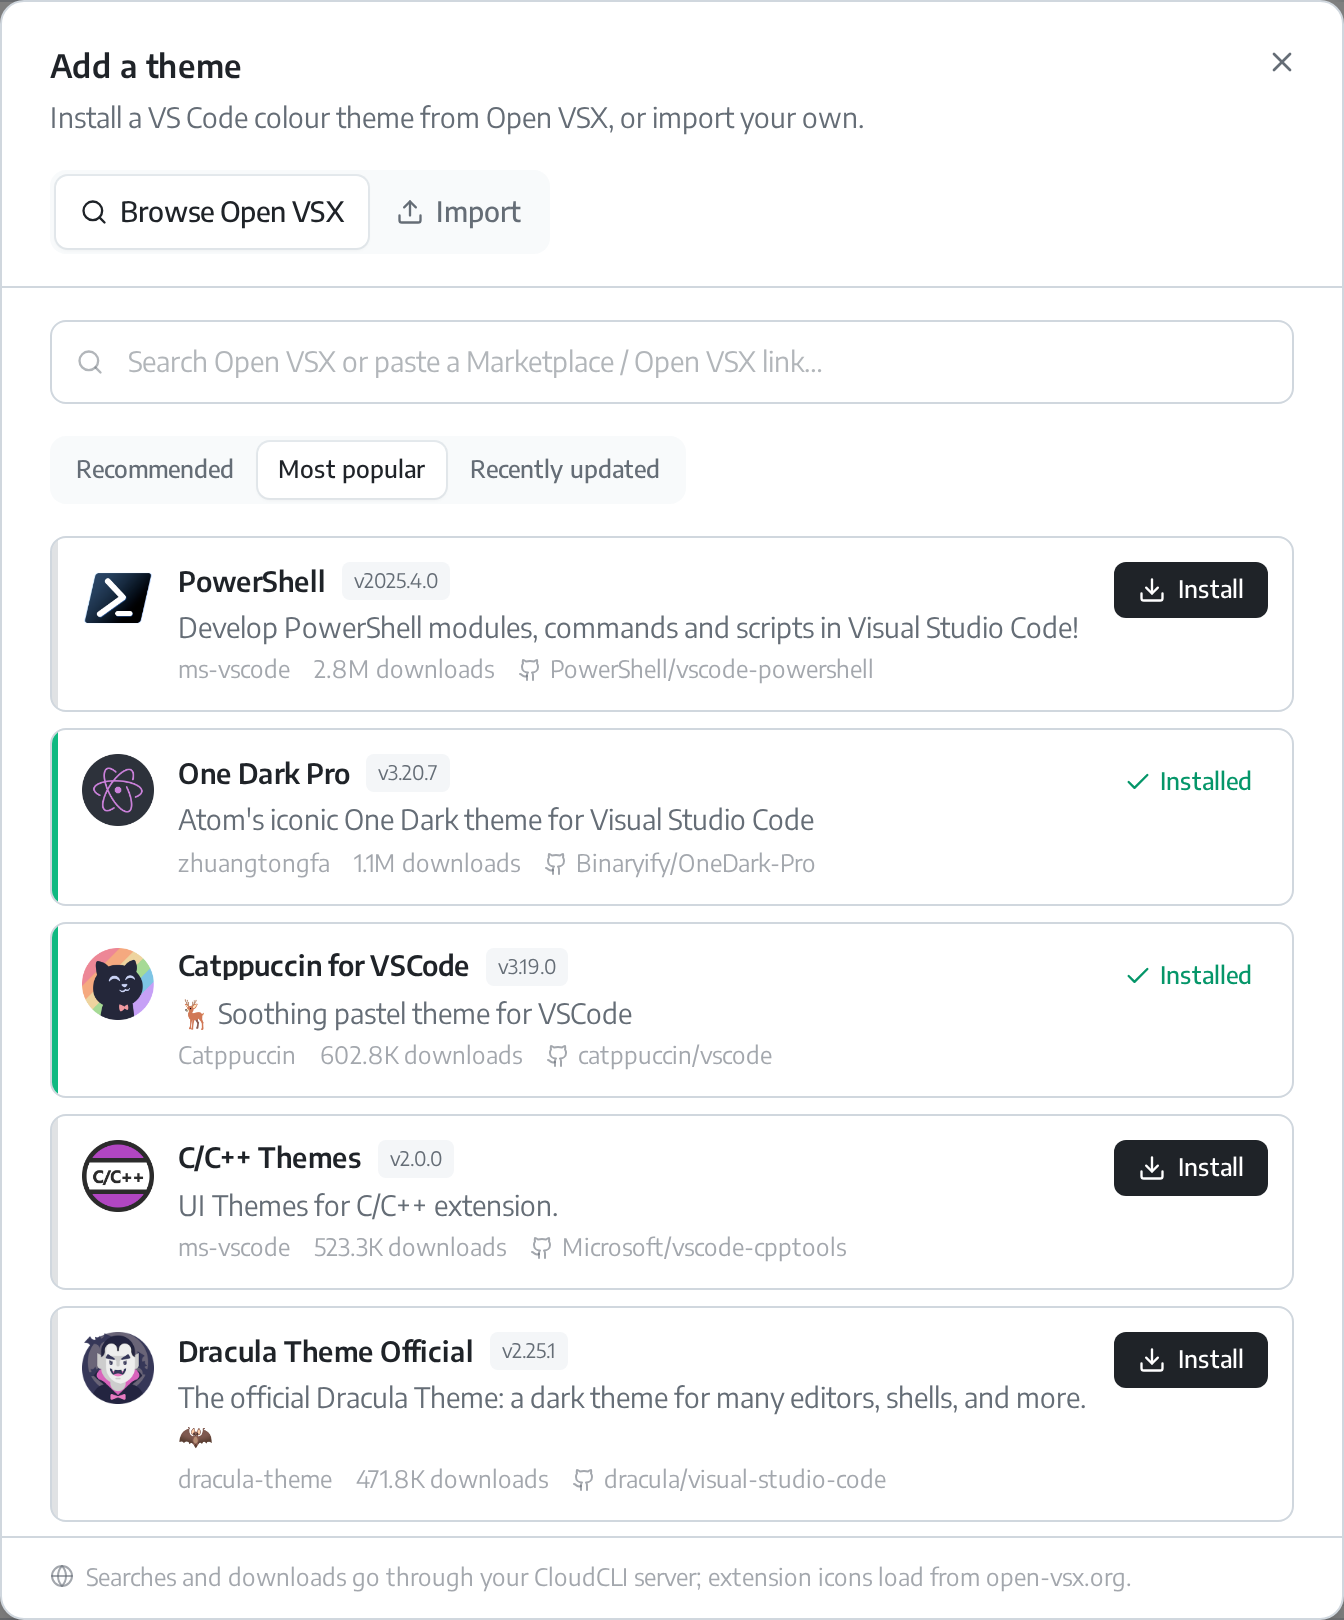 Add a theme
Install a VS Code colour theme from Open VSX, or import your own.
Browse Open VSX
Import
Search Open VSX or paste a Marketplace / Open VSX link...
Recommended
Most popular
Recently updated
PowerShell v2025.4.0
Install
Develop PowerShell modules, commands and scripts in Visual Studio Code!
ms-vscode 2.8M downloads PowerShell/vscode-powershell
One Dark Pro v3.20.7
Installed
Atom's iconic One Dark theme for Visual Studio Code
zhuangtongfa 1.1M downloads Binaryify/OneDark-Pro
Catppuccin for VSCode v3.19.0
Installed
🦌 Soothing pastel theme for VSCode
Catppuccin 602.8K downloads catppuccin/vscode
C/C++
C/C++ Themes v2.0.0
Install
UI Themes for C/C++ extension.
ms-vscode 523.3K downloads Microsoft/vscode-cpptools
Dracula Theme Official v2.25.1
Install
The official Dracula Theme: a dark theme for many editors, shells, and more.
🦇
dracula-theme 471.8K downloads dracula/visual-studio-code
Searches and downloads go through your CloudCLI server; extension icons load from open-vsx.org.